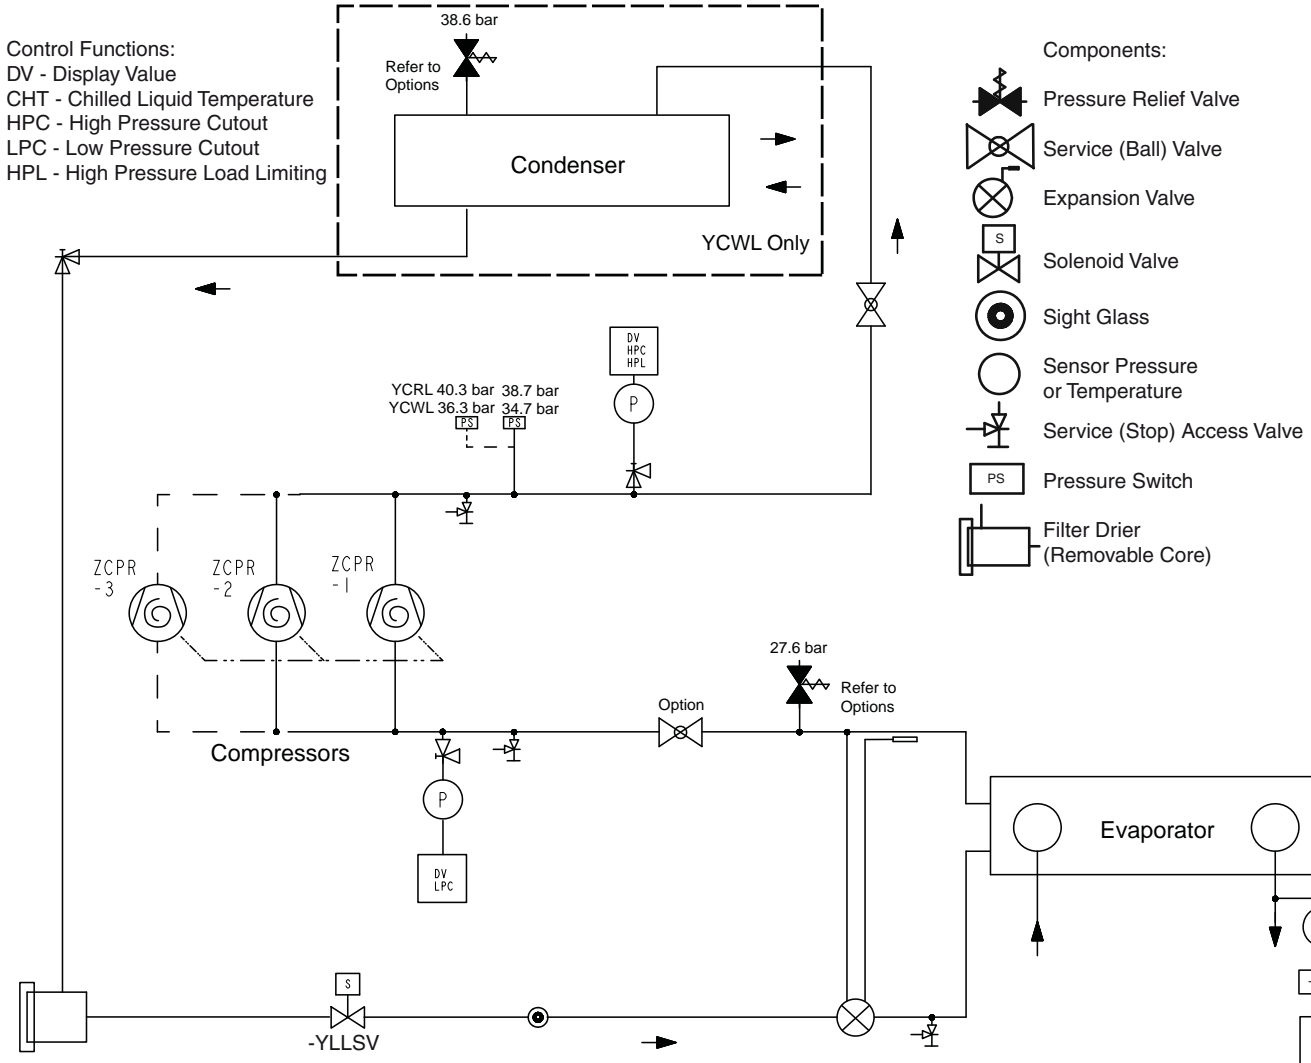 Control Functions:
DV - Display Value
CHT - Chilled Liquid Temperature
HPC - High Pressure Cutout
LPC - Low Pressure Cutout
HPL - High Pressure Load Limiting
38.6 bar
Refer to
Options
Condenser
YCWL Only
Components:
Pressure Relief Valve
Service (Ball) Valve
Expansion Valve
S
Solenoid Valve
Sight Glass
Sensor Pressure
or Temperature
Service (Stop) Access Valve
PS
Pressure Switch
Filter Drier
(Removable Core)
DV
HPC
HPL
P
YCRL 40.3 bar 38.7 bar
YCWL 36.3 bar 34.7 bar
PS PS
ZCPR
-3
ZCPR
-2
ZCPR
-1
Compressors
Option
27.6 bar
Refer to
Options
P
DV
LPC
Evaporator
S
-YLLSV